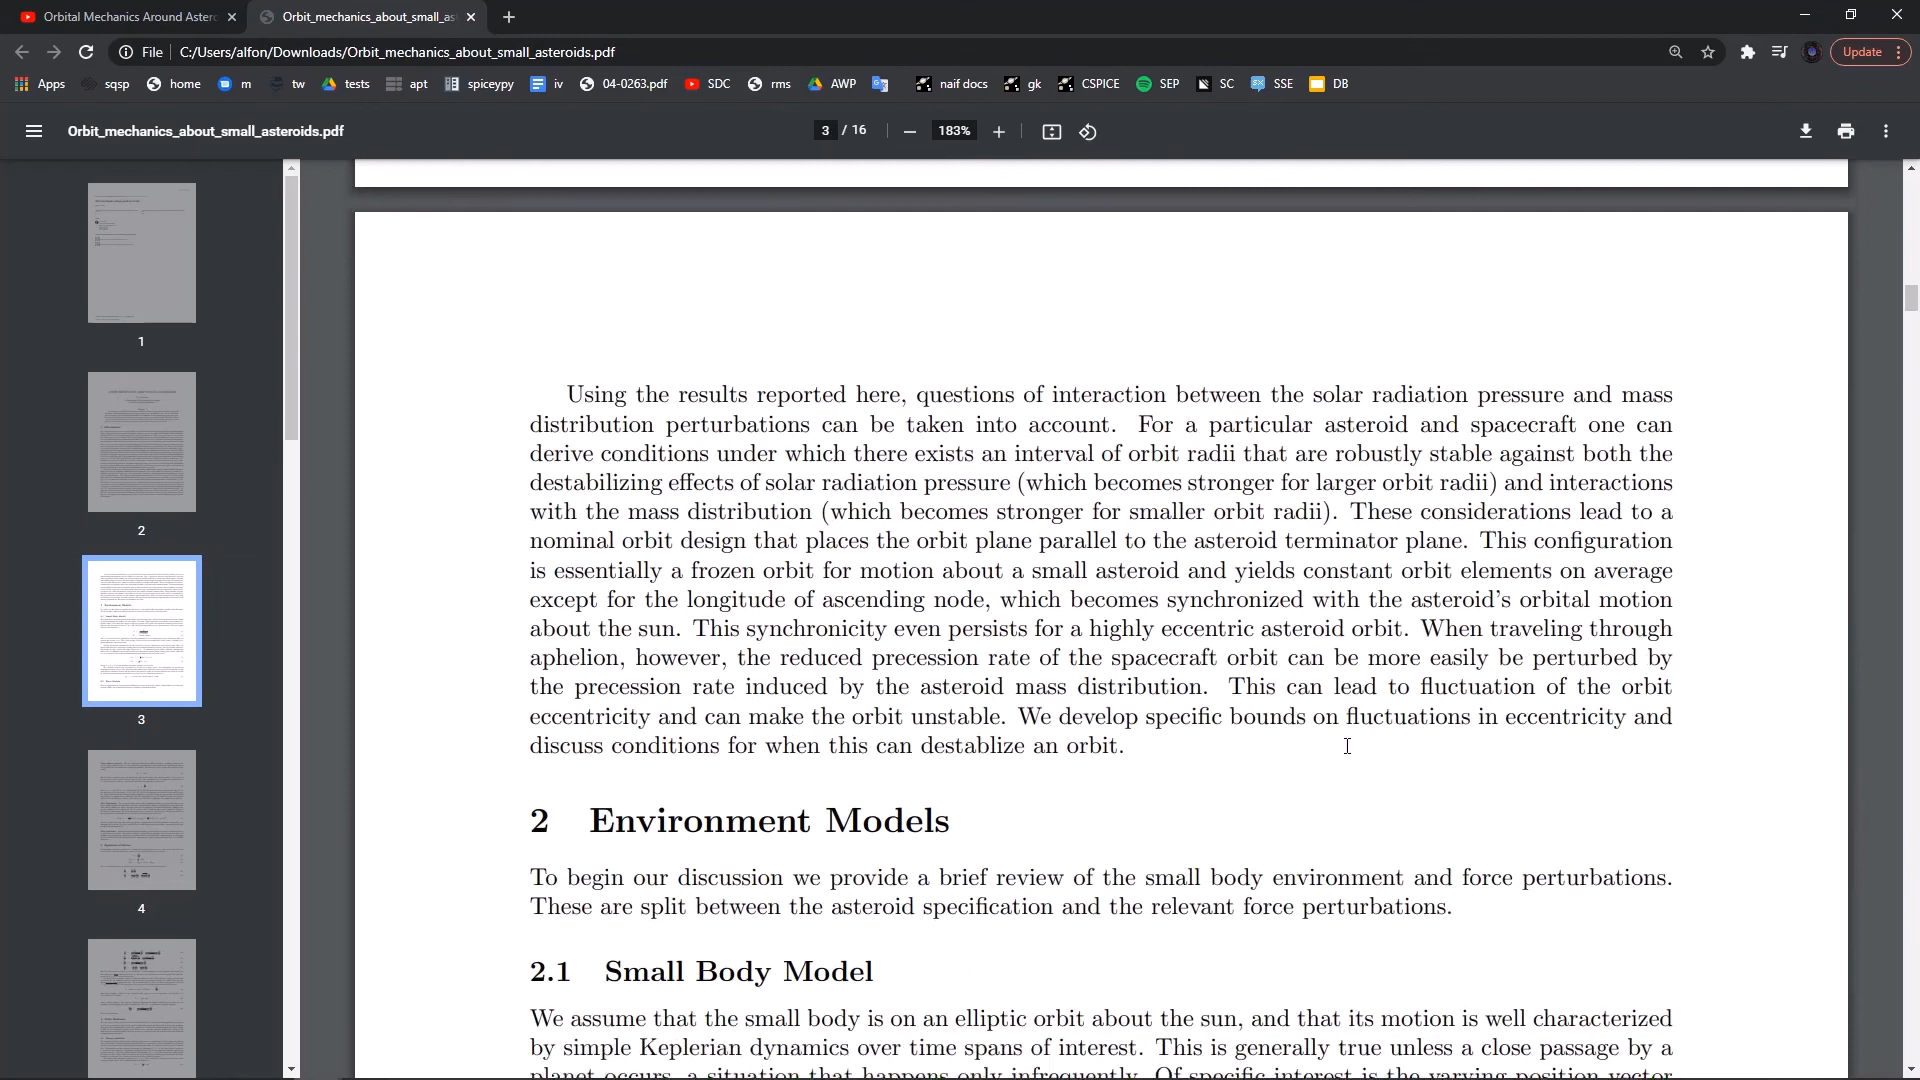 Orbital Mechanics Around Aster
Orbit_mechanics_about_small_as
File C:/Users/alfon/Downloads/Orbit_mechanics_about_small_asteroids.pdf
Update
Apps sqsp home m tw tests apt spiceypy iv 04-0263.pdf SDC rms AWP naif docs gk CSPICE SEP SC SSE DB
Orbit_mechanics_about_small_asteroids.pdf
3 / 16
183%
1
2
3
4
Using the results reported here, questions of interaction between the solar radiation pressure and mass
distribution perturbations can be taken into account. For a particular asteroid and spacecraft one can
derive conditions under which there exists an interval of orbit radii that are robustly stable against both the
destabilizing effects of solar radiation pressure (which becomes stronger for larger orbit radii) and interactions
with the mass distribution (which becomes stronger for smaller orbit radii). These considerations lead to a
nominal orbit design that places the orbit plane parallel to the asteroid terminator plane. This configuration
is essentially a frozen orbit for motion about a small asteroid and yields constant orbit elements on average
except for the longitude of ascending node, which becomes synchronized with the asteroid's orbital motion
about the sun. This synchronicity even persists for a highly eccentric asteroid orbit. When traveling through
aphelion, however, the reduced precession rate of the spacecraft orbit can be more easily be perturbed by
the precession rate induced by the asteroid mass distribution. This can lead to fluctuation of the orbit
eccentricity and can make the orbit unstable. We develop specific bounds on fluctuations in eccentricity and
discuss conditions for when this can destablize an orbit.
2 Environment Models
To begin our discussion we provide a brief review of the small body environment and force perturbations.
These are split between the asteroid specification and the relevant force perturbations.
2.1 Small Body Model
We assume that the small body is on an elliptic orbit about the sun, and that its motion is well characterized
by simple Keplerian dynamics over time spans of interest. This is generally true unless a close passage by a
planet occurs, a situation that happens only infrequently. Of specific interest is the varying position vector